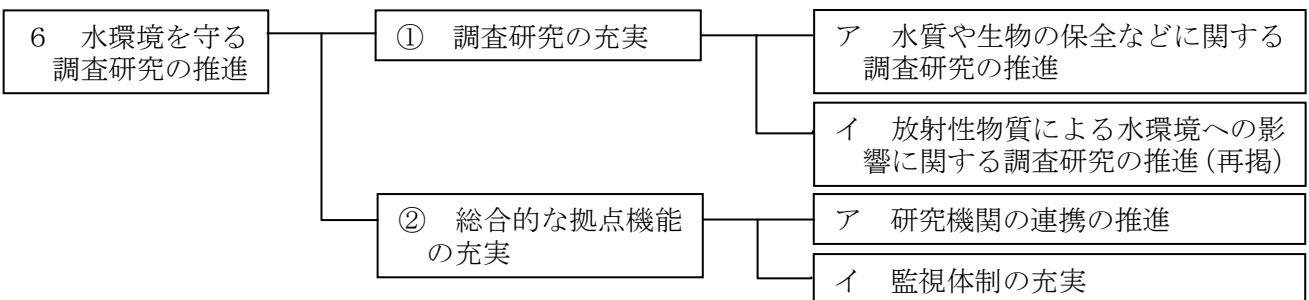 ６　水環境を守る
調査研究の推進
①　調査研究の充実
ア　水質や生物の保全などに関する
調査研究の推進
イ　放射性物質による水環境への影
響に関する調査研究の推進(再掲)
②　総合的な拠点機能
の充実
ア　研究機関の連携の推進
イ　監視体制の充実